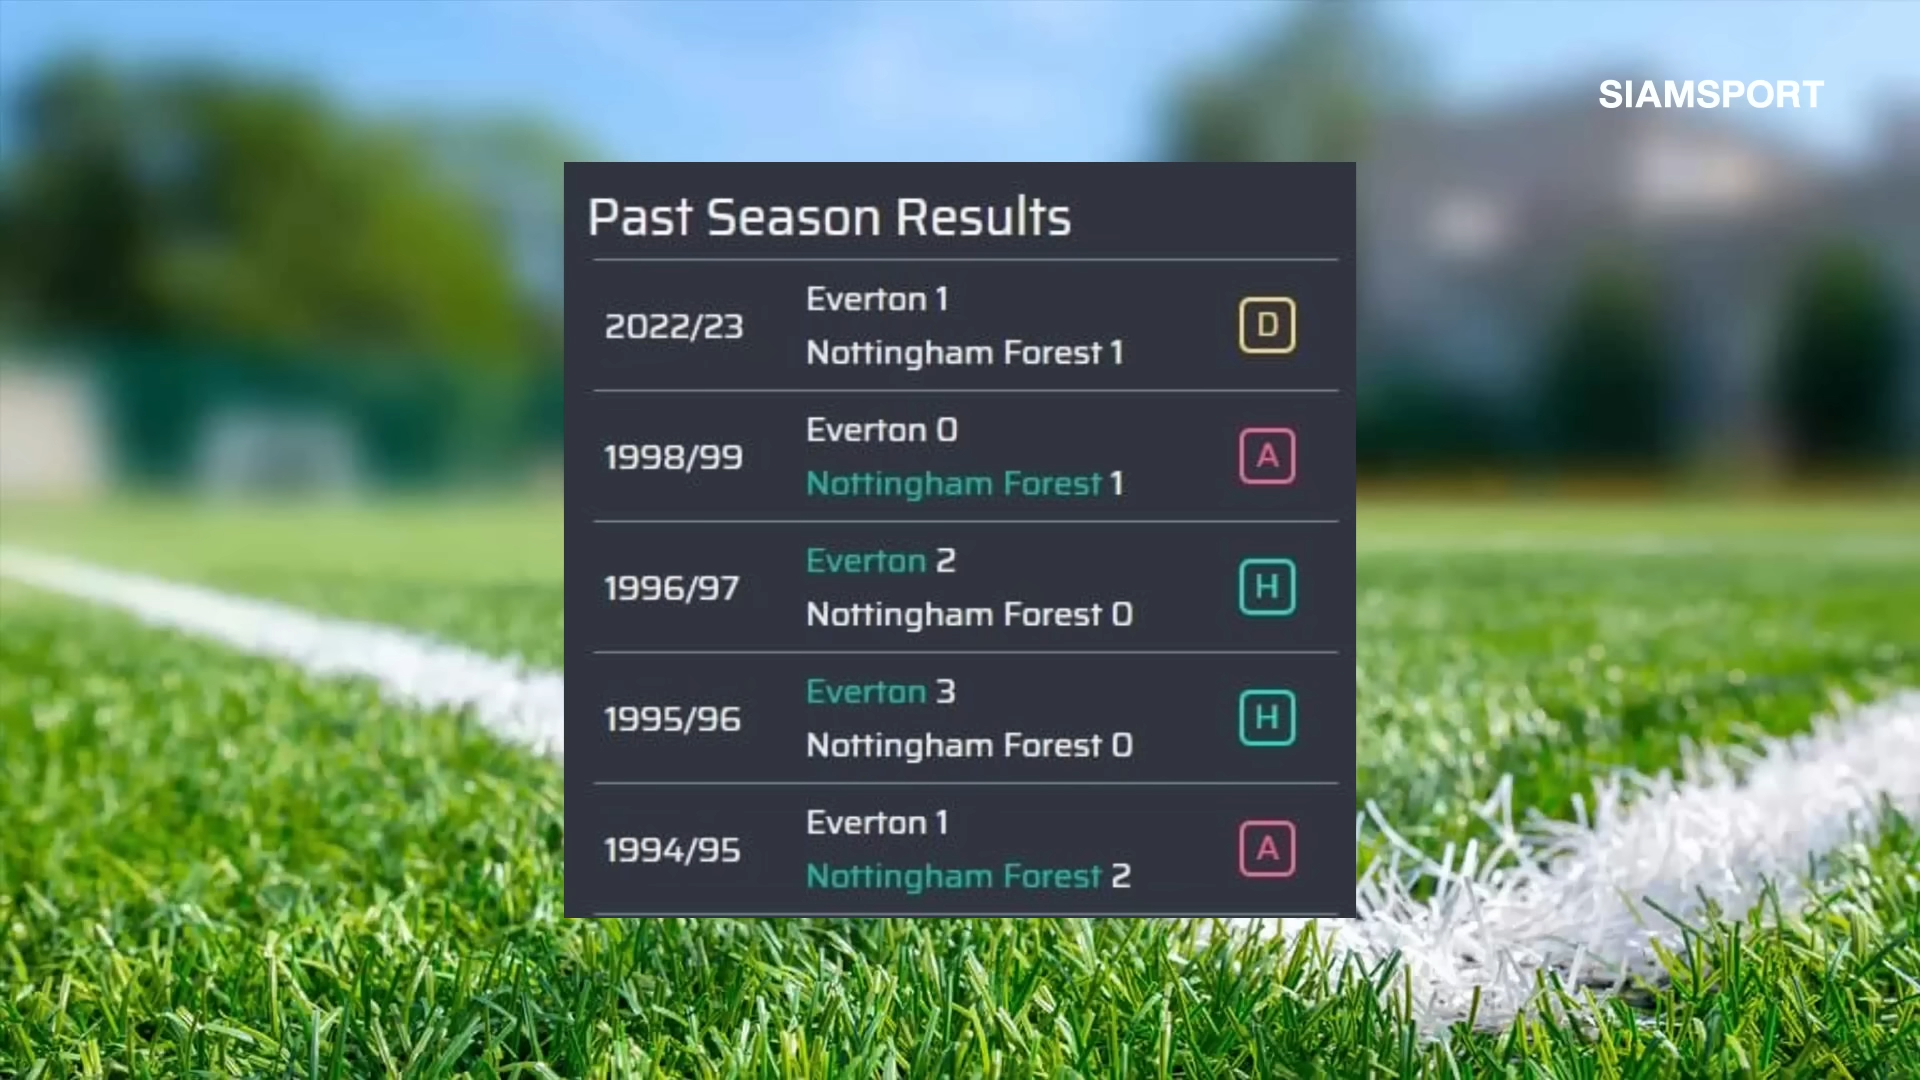 SIAMSPORT
Past Season Results
2022/23
Everton 1
Nottingham Forest 1
D
1998/99
Everton 0
Nottingham Forest 1
A
1996/97
Everton 2
Nottingham Forest 0
H
1995/96
Everton 3
Nottingham Forest 0
H
1994/95
Everton 1
Nottingham Forest 2
A